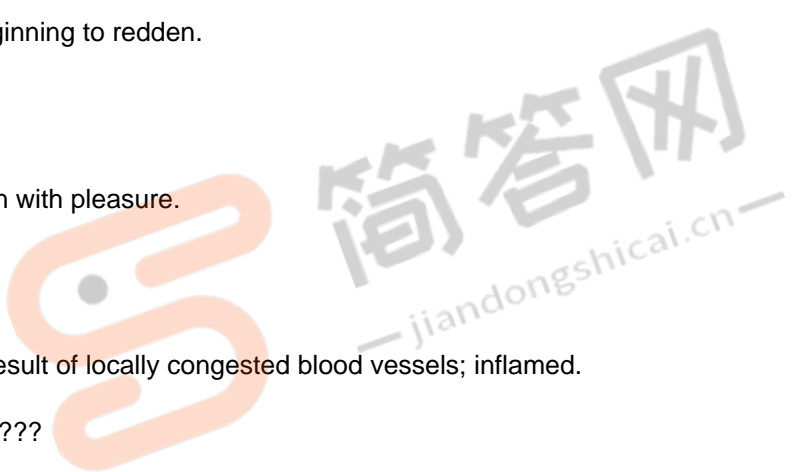 ginning to redden.
n with pleasure.
esult of locally congested blood vessels; inflamed.
???
简答网
— jiandongshicai.cn —